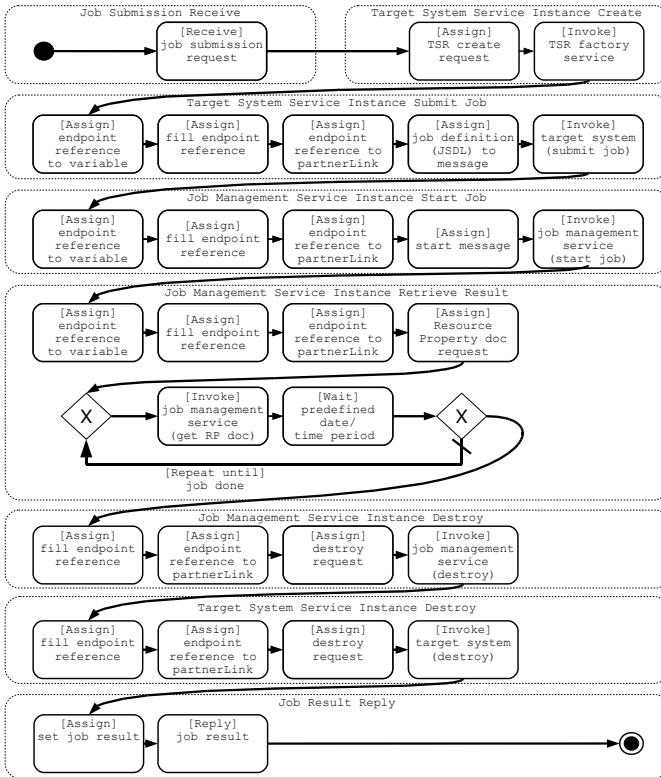 Job Submission Receive
[Receive]
job submission
request
Target System Service Instance Create
[Assign]
TSR create
request
[Invoke]
TSR factory
service
Target System Service Instance Submit Job
[Assign]
endpoint
reference
to variable
[Assign]
fill endpoint
reference
[Assign]
endpoint
reference to
partnerLink
[Assign]
job definition
(JSDL) to
message
[Invoke]
target system
(submit job)
Job Management Service Instance Start Job
[Assign]
endpoint
reference
to variable
[Assign]
fill endpoint
reference
[Assign]
endpoint
reference to
partnerLink
[Assign]
start message
[Invoke]
job management
service
(start job)
Job Management Service Instance Retrieve Result
[Assign]
endpoint
reference
to variable
[Assign]
fill endpoint
reference
[Assign]
endpoint
reference to
partnerLink
[Assign]
Resource
Property doc
request
X
[Invoke]
job management
service
(get RP doc)
[Wait]
predefined
date/
time period
X
[Repeat until]
job done
Job Management Service Instance Destroy
[Assign]
fill endpoint
reference
[Assign]
endpoint
reference to
partnerLink
[Assign]
destroy
request
[Invoke]
job management
service
(destroy)
Target System Service Instance Destroy
[Assign]
fill endpoint
reference
[Assign]
endpoint
reference to
partnerLink
[Assign]
destroy
request
[Invoke]
target system
(destroy)
Job Result Reply
[Assign]
set job result
[Reply]
job result